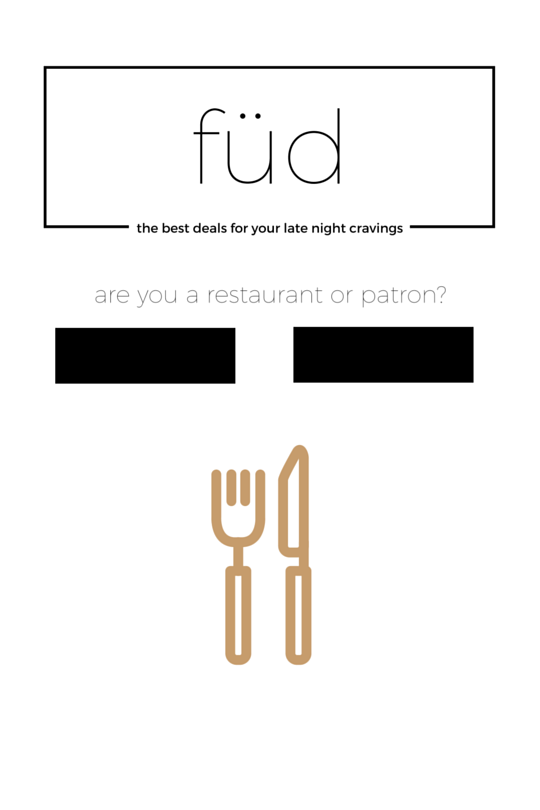 füd
the best deals for your late night cravings
are you a restaurant or patron?